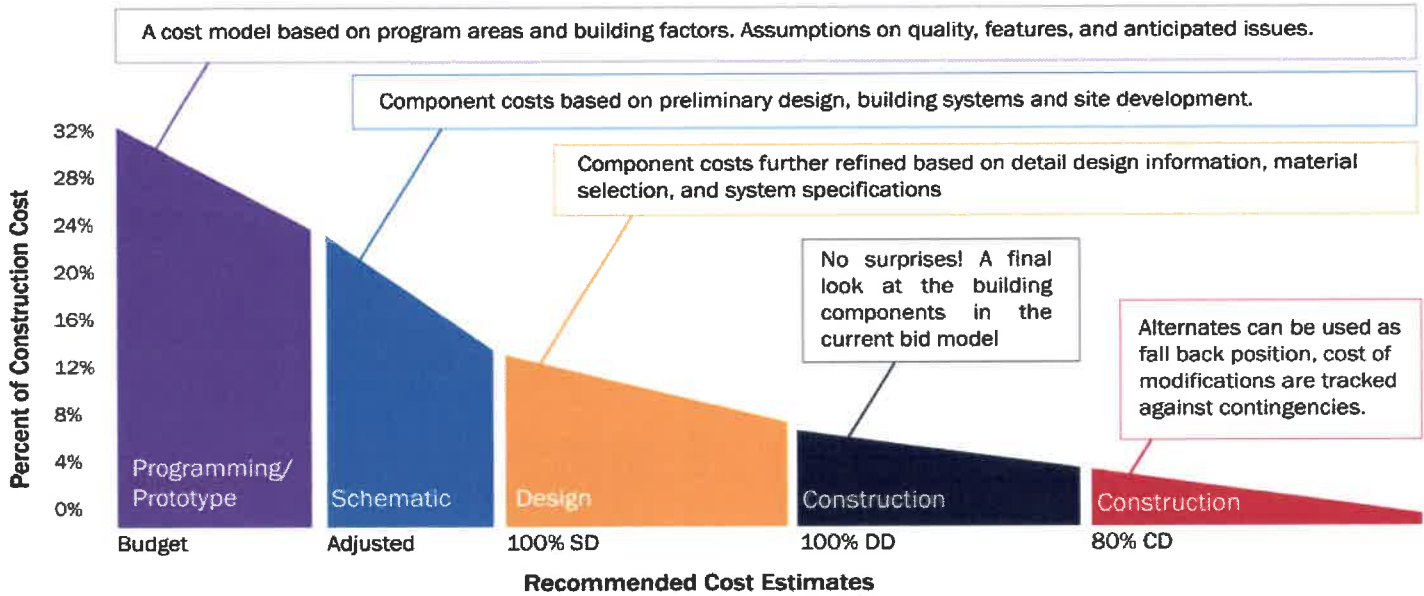 A cost model based on program areas and building factors. Assumptions on quality, features, and anticipated issues.
Component costs based on preliminary design, building systems and site development.
Component costs further refined based on detail design information, material
selection, and system specifications
No surprises! A final
look at the building
components in the
current bid model
Alternates can be used as
fall back position, cost of
modifications are tracked
against contingencies.
Percent of Construction Cost
32%
28%
24%
20%
16%
12%
8%
4%
0%
Programming/
Prototype
Schematic
Design
Construction
Construction
Budget
Adjusted
100% SD
100% DD
80% CD
Recommended Cost Estimates